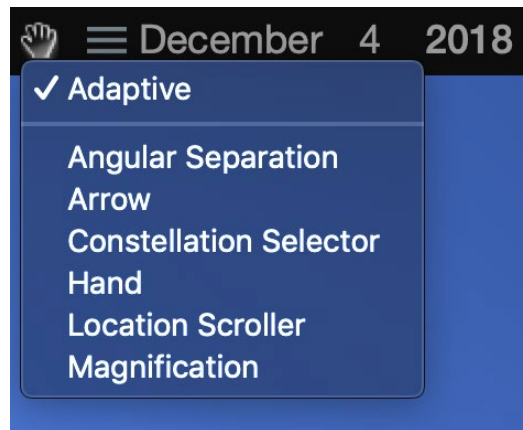 December 4 2018
Adaptive
Angular Separation
Arrow
Constellation Selector
Hand
Location Scroller
Magnification